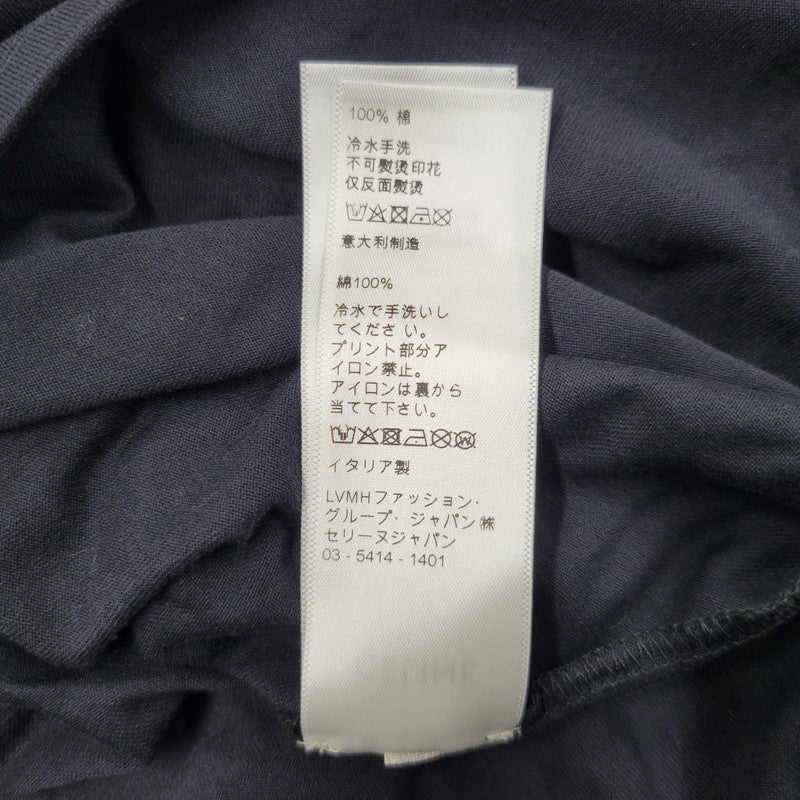 100% 棉
冷水手洗
不可熨烫印花
仅反面熨烫
意大利制造
綿100%
冷水で手洗いし
てくださ い。
プリント部分ア
イロン禁止。
アイロンは裏から
当てて下さい。
イタリア製
LVMHファッション・
グループ・ジャパン㈱
セリーヌジャパン
03 - 5414 - 1401